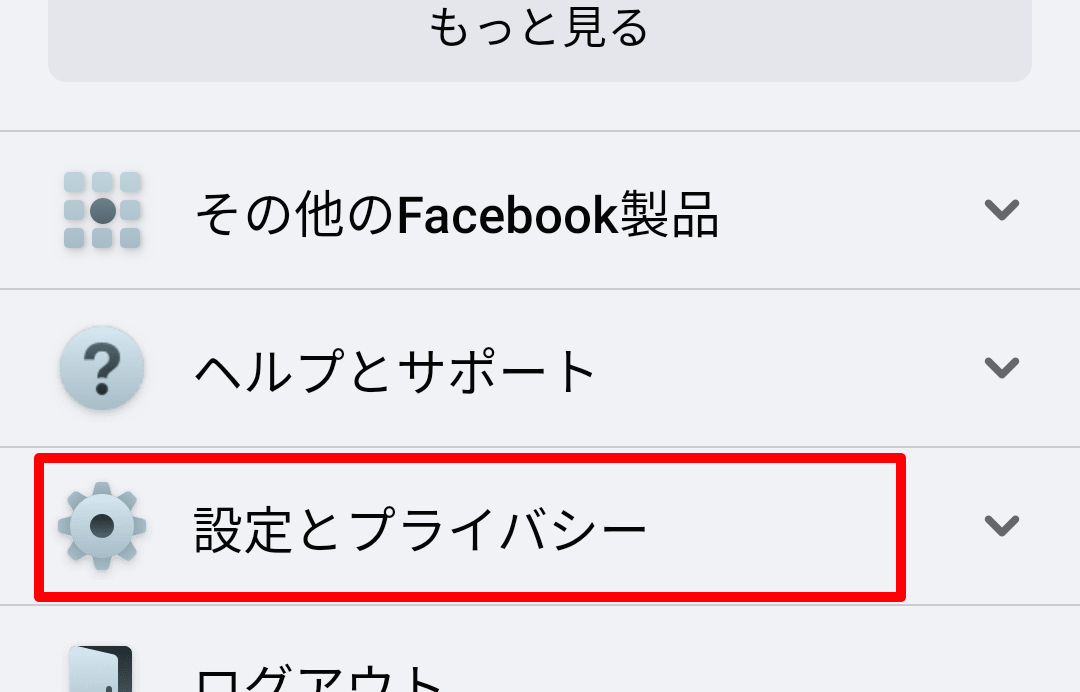 もっと見る
その他のFacebook製品
ヘルプとサポート
設定とプライバシー
ログアウト